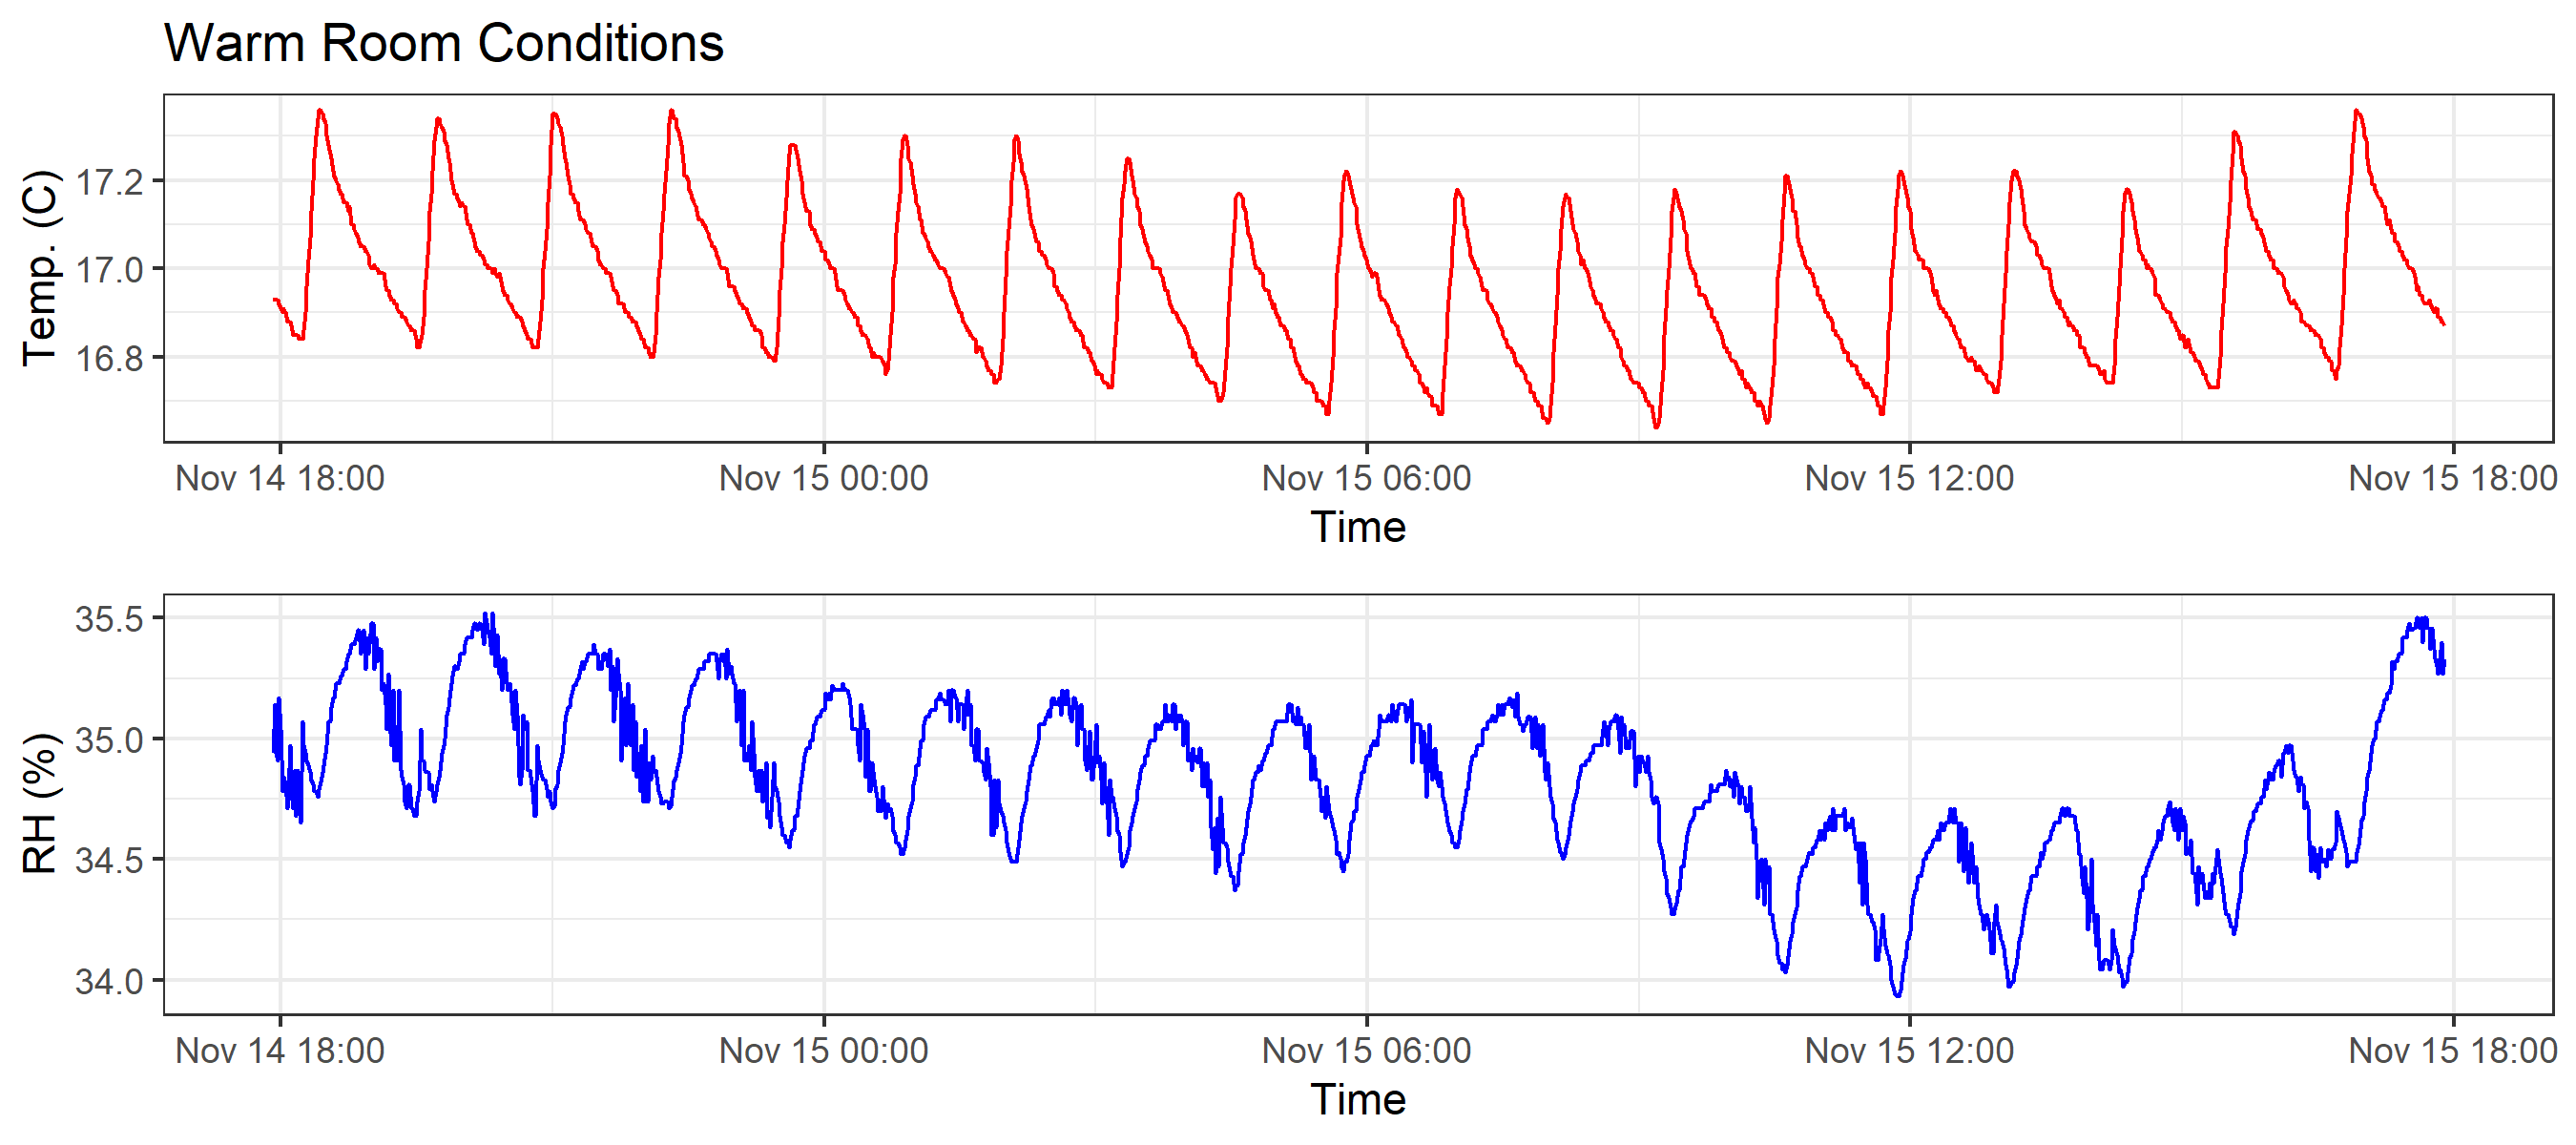 Warm Room Conditions
Temp. (C)
17.2
17.0
16.8
Nov 14 18:00 Nov 15 00:00 Nov 15 06:00 Nov 15 12:00 Nov 15 18:00
Time
RH (%)
35.5
35.0
34.5
34.0
Nov 14 18:00 Nov 15 00:00 Nov 15 06:00 Nov 15 12:00 Nov 15 18:00
Time